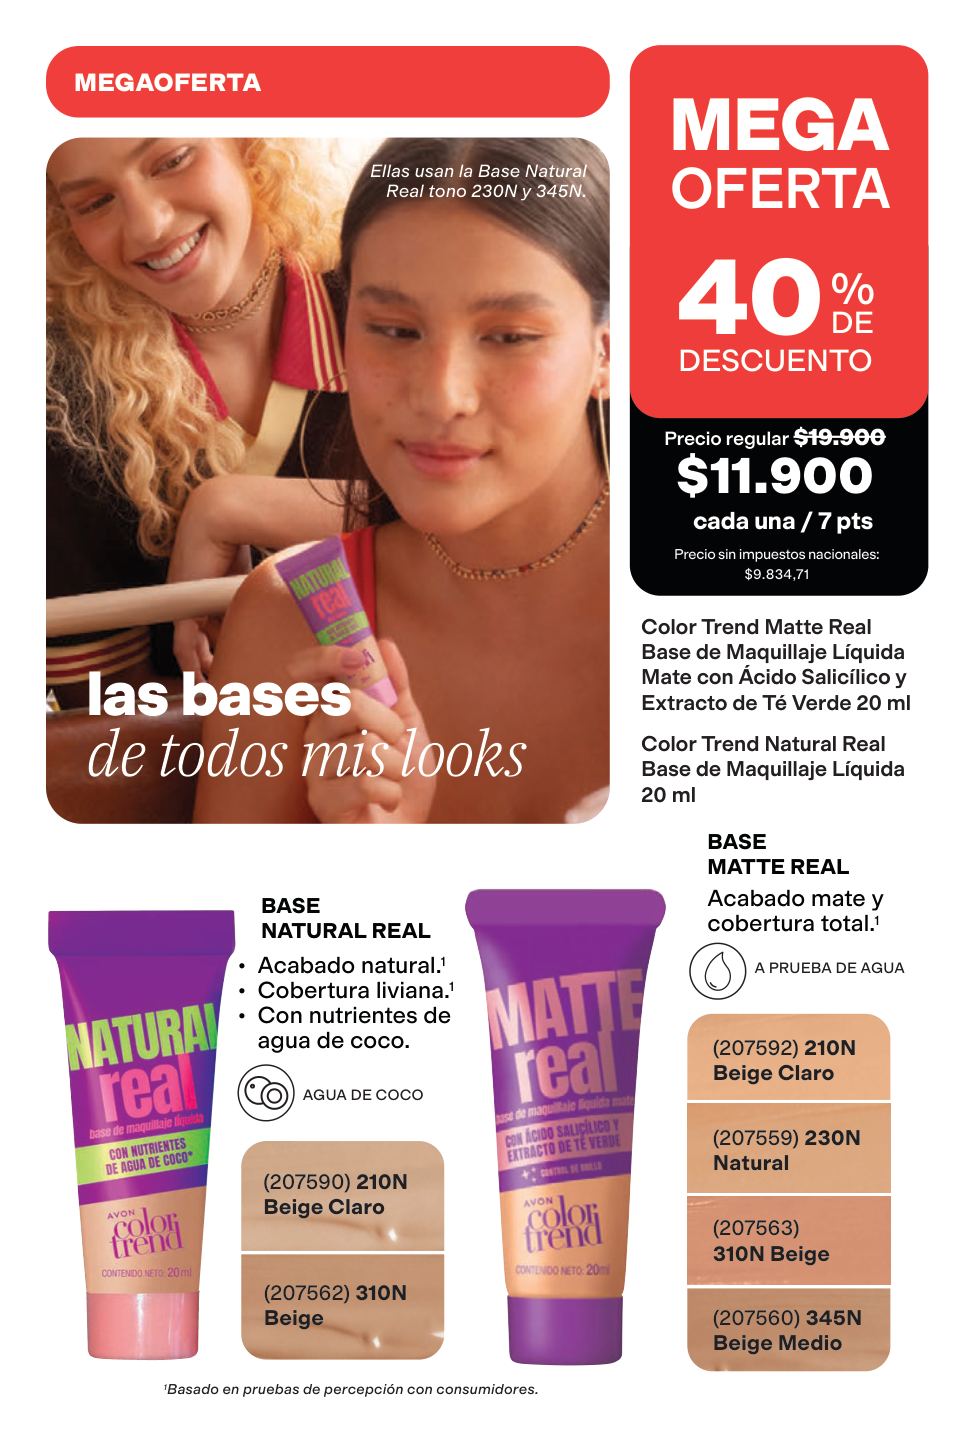 MEGAOFERTA
Ellas usan la Base Natural
Real tono 230N y 345N.
NATURAL
real
las bases
de todos mis looks
MEGA
OFERTA
40 %
DE
DESCUENTO
Precio regular $19.900
$11.900
cada una / 7 pts
Precio sin impuestos nacionales:
$9.834,71
Color Trend Matte Real
Base de Maquillaje Líquida
Mate con Ácido Salicílico y
Extracto de Té Verde 20 ml
Color Trend Natural Real
Base de Maquillaje Líquida
20 ml
BASE
NATURAL REAL
• Acabado natural.¹
• Cobertura liviana.¹
• Con nutrientes de
agua de coco.
AGUA DE COCO
NATURAL
real
base de maquillaje líquida
CON NUTRIENTES
DE AGUA DE COCO*
AVON
color
trend
CONTENIDO NETO: 20 ml
(207590) 210N
Beige Claro
(207562) 310N
Beige
MATTE
real
base de maquillaje líquida mate
CON ÁCIDO SALICÍLICO Y
EXTRACTO DE TÉ VERDE
CONTROL DE BRILLO
AVON
color
trend
CONTENIDO NETO: 20ml
BASE
MATTE REAL
Acabado mate y
cobertura total.¹
A PRUEBA DE AGUA
(207592) 210N
Beige Claro
(207559) 230N
Natural
(207563)
310N Beige
(207560) 345N
Beige Medio
¹Basado en pruebas de percepción con consumidores.